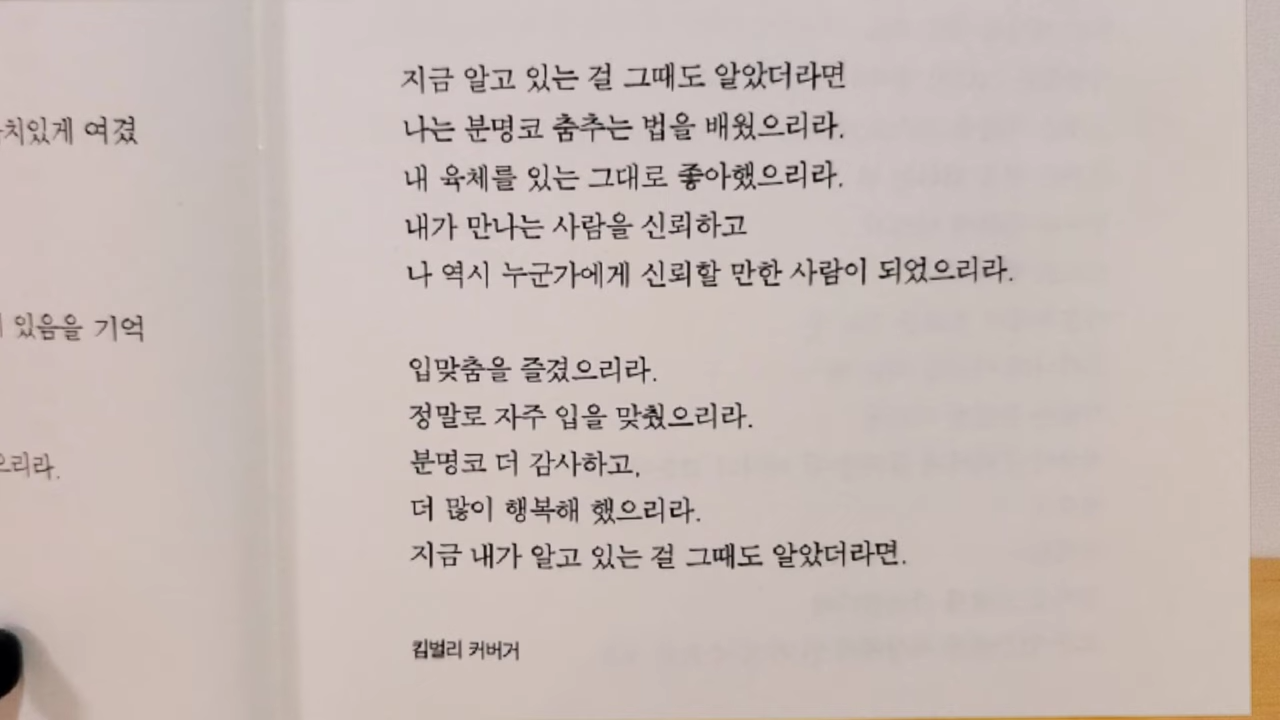 치있게 여겼
있음을 기억
으리라.
지금 알고 있는 걸 그때도 알았더라면
나는 분명코 춤추는 법을 배웠으리라.
내 육체를 있는 그대로 좋아했으리라.
내가 만나는 사람을 신뢰하고
나 역시 누군가에게 신뢰할 만한 사람이 되었으리라.
입맞춤을 즐겼으리라.
정말로 자주 입을 맞췄으리라.
분명코 더 감사하고,
더 많이 행복해 했으리라.
지금 내가 알고 있는 걸 그때도 알았더라면.
킴벌리 커버거